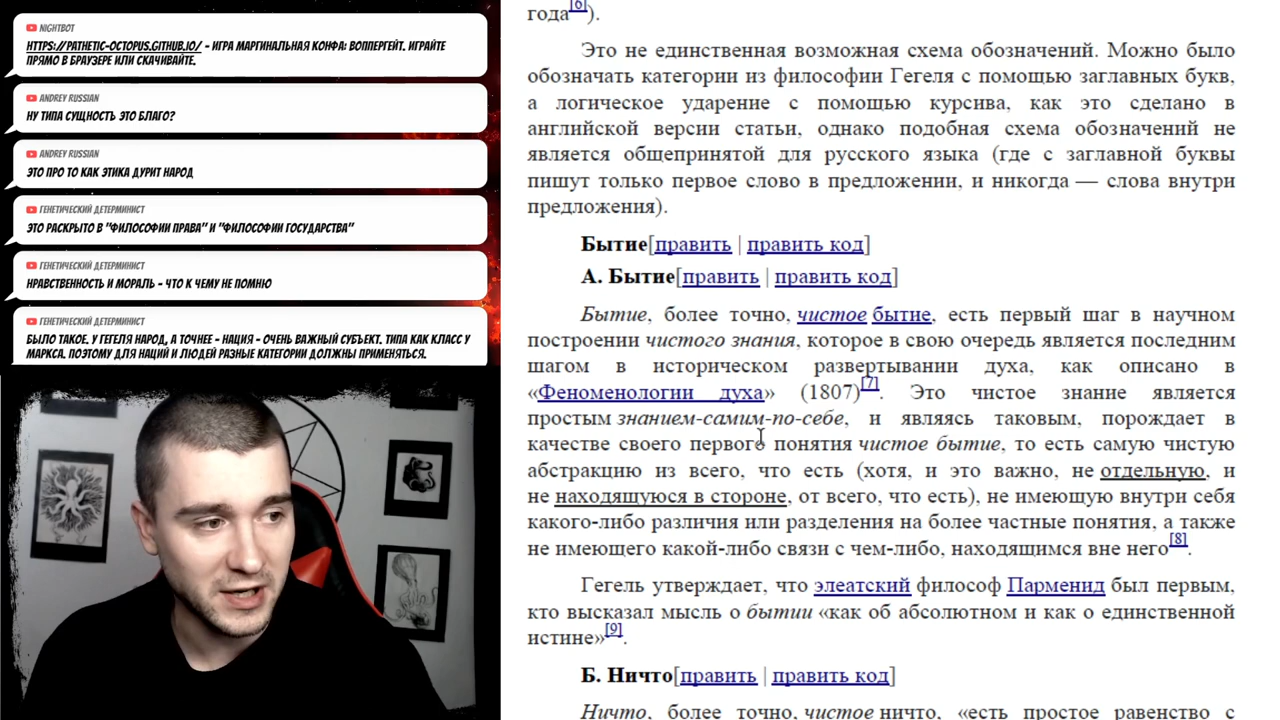 NIGHTBOT
HTTPS://PATHETIC-OCTOPUS.GITHUB.IO/ - ИГРА МАРГИНАЛЬНАЯ КОНФА: ВОППЕРГЕЙТ. ИГРАЙТЕ
ПРЯМО В БРАУЗЕРЕ ИЛИ СКАЧИВАЙТЕ.
ANDREY RUSSIAN
НУ ТИПА СУЩНОСТЬ ЭТО БЛАГО?
ANDREY RUSSIAN
ЭТО ПРО ТО КАК ЭТИКА ДУРИТ НАРОД
ГЕНЕТИЧЕСКИЙ ДЕТЕРМИНИСТ
ЭТО РАСКРЫТО В "ФИЛОСОФИИ ПРАВА" И "ФИЛОСОФИИ ГОСУДАРСТВА"
ГЕНЕТИЧЕСКИЙ ДЕТЕРМИНИСТ
НРАВСТВЕННОСТЬ И МОРАЛЬ - ЧТО К ЧЕМУ НЕ ПОМНЮ
ГЕНЕТИЧЕСКИЙ ДЕТЕРМИНИСТ
БЫЛО ТАКОЕ. У ГЕГЕЛЯ НАРОД, А ТОЧНЕЕ - НАЦИЯ - ОЧЕНЬ ВАЖНЫЙ СУБЪЕКТ. ТИПА КАК КЛАСС У
МАРКСА. ПОЭТОМУ ДЛЯ НАЦИЙ И ЛЮДЕЙ РАЗНЫЕ КАТЕГОРИИ ДОЛЖНЫ ПРИМЕНЯТЬСЯ.
года[6]).
Это не единственная возможная схема обозначений. Можно было
обозначать категории из философии Гегеля с помощью заглавных букв,
а логическое ударение с помощью курсива, как это сделано в
английской версии статьи, однако подобная схема обозначений не
является общепринятой для русского языка (где с заглавной буквы
пишут только первое слово в предложении, и никогда — слова внутри
предложения).
Бытие[править | править код]
А. Бытие[править | править код]
Бытие, более точно, чистое бытие, есть первый шаг в научном
построении чистого знания, которое в свою очередь является последним
шагом в историческом развертывании духа, как описано в
«Феноменологии духа» (1807)[7]. Это чистое знание является
простым знанием-самим-по-себе, и являясь таковым, порождает в
качестве своего первого понятия чистое бытие, то есть самую чистую
абстракцию из всего, что есть (хотя, и это важно, не отдельную, и
не находящуюся в стороне, от всего, что есть), не имеющую внутри себя
какого-либо различия или разделения на более частные понятия, а также
не имеющего какой-либо связи с чем-либо, находящимся вне него[8].
Гегель утверждает, что элеатский философ Парменид был первым,
кто высказал мысль о бытии «как об абсолютном и как о единственной
истине»[9].
Б. Ничто[править | править код]
Ничто, более точно, чистое ничто, «есть простое равенство с